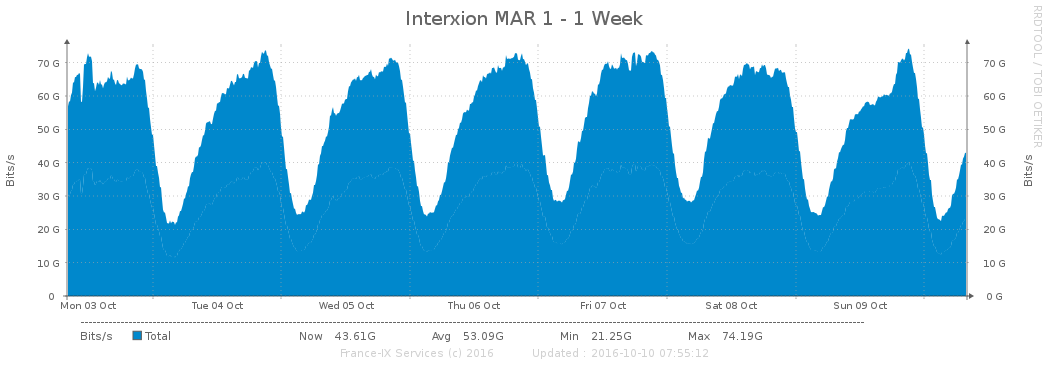 Interxion MAR 1 - 1 Week
RRDTOOL / TOBI OETIKER
Bits/s
Bits/s
70 G 70 G
60 G 60 G
50 G 50 G
40 G 40 G
30 G 30 G
20 G 20 G
10 G 10 G
0 0 G
Mon 03 Oct Tue 04 Oct Wed 05 Oct Thu 06 Oct Fri 07 Oct Sat 08 Oct Sun 09 Oct
Bits/s Total Now 43.61G Avg 53.09G Min 21.25G Max 74.19G
France-IX Services (c) 2016 Updated : 2016-10-10 07:55:12